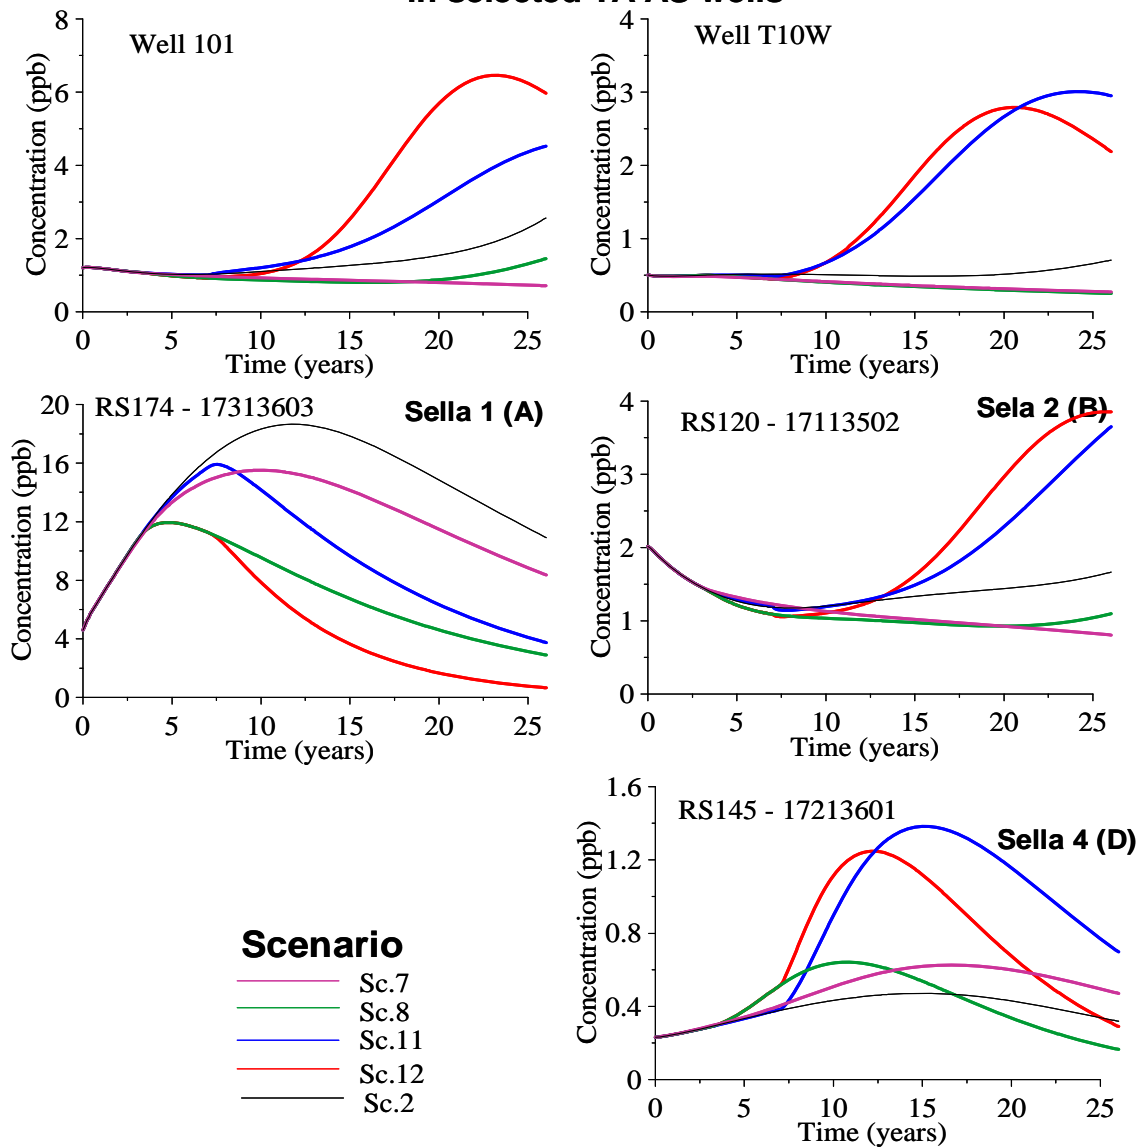 in selected TAAS wells
Well 101
Concentration (ppb)
8
6
4
2
0
0 5 10 15 20 25
Time (years)
Well T10W
Concentration (ppb)
4
3
2
1
0
0 5 10 15 20 25
Time (years)
RS174 - 17313603
Sella 1 (A)
Concentration (ppb)
20
16
12
8
4
0
0 5 10 15 20 25
Time (years)
RS120 - 17113502
Sela 2 (B)
Concentration (ppb)
4
3
2
1
0
0 5 10 15 20 25
Time (years)
RS145 - 17213601
Sella 4 (D)
Concentration (ppb)
1.6
1.2
0.8
0.4
0
0 5 10 15 20 25
Time (years)
Scenario
Sc.7
Sc.8
Sc.11
Sc.12
Sc.2